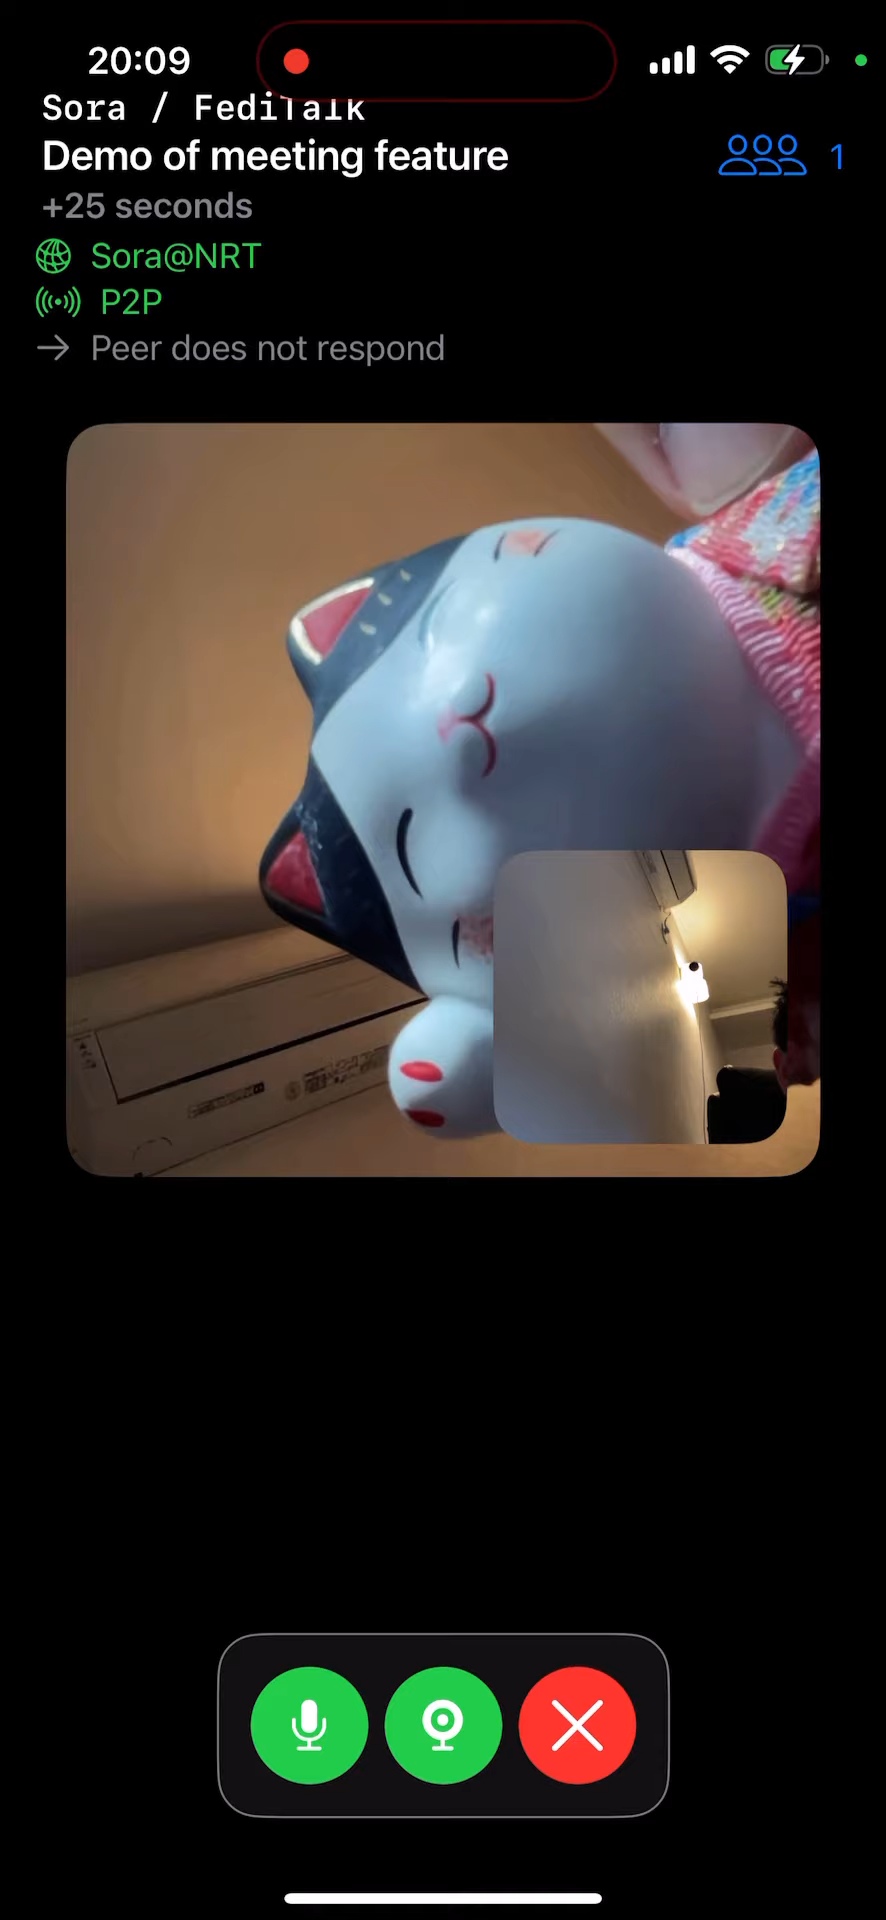 20:09
Sora / FediTalk
Demo of meeting feature
1
+25 seconds
Sora@NRT
P2P
Peer does not respond